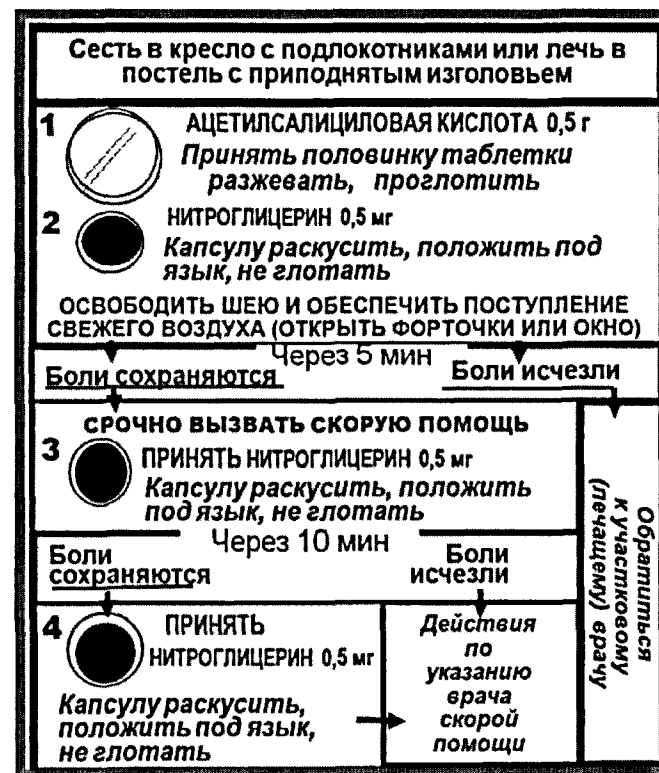 Сесть в кресло с подлокотниками или лечь в
постель с приподнятым изголовьем
1 АЦЕТИЛСАЛИЦИЛОВАЯ КИСЛОТА 0,5 г
Принять половинку таблетки
разжевать, проглотить
2 НИТРОГЛИЦЕРИН 0,5 мг
Капсулу раскусить, положить под
язык, не глотать
ОСВОБОДИТЬ ШЕЮ И ОБЕСПЕЧИТЬ ПОСТУПЛЕНИЕ
СВЕЖЕГО ВОЗДУХА (ОТКРЫТЬ ФОРТОЧКИ ИЛИ ОКНО)
Через 5 мин
Боли сохраняются
Боли исчезли
СРОЧНО ВЫЗВАТЬ СКОРУЮ ПОМОЩЬ
3 ПРИНЯТЬ НИТРОГЛИЦЕРИН 0,5 мг
Капсулу раскусить, положить
под язык, не глотать
Через 10 мин
Боли
сохраняются
Боли
исчезли
4 ПРИНЯТЬ
НИТРОГЛИЦЕРИН 0,5 мг
Капсулу раскусить,
положить под язык,
не глотать
Действия
по
указанию
врача
скорой
помощи
Обратиться
к участковому
(лечащему) врачу